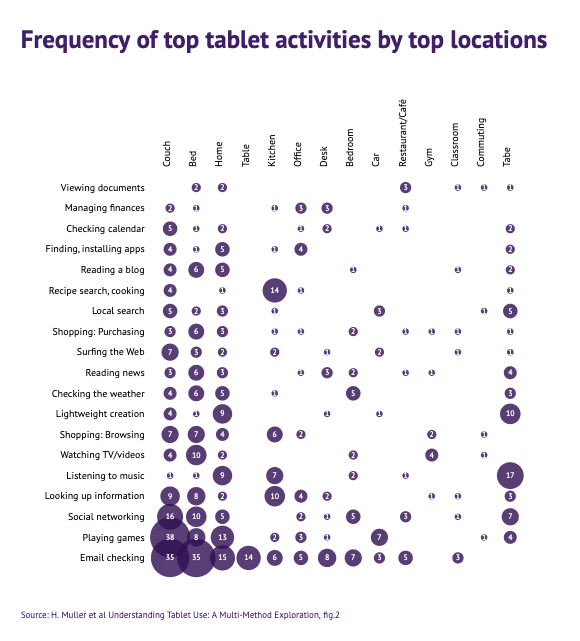 Frequency of top tablet activities by top locations
Couch Bed Home Table Kitchen Office Desk Bedroom Car Restaurant/Café Gym Classroom Commuting Tabe
Viewing documents 2 2 3 1 1 1
Managing finances 2 1 1 3 3 1
Checking calendar 5 1 2 1 2 1 1 2
Finding, installing apps 4 1 5 1 4 2
Reading a blog 4 6 5 1 1 2
Recipe search, cooking 4 1 14 1 1
Local search 5 2 3 1 3 1 5
Shopping: Purchasing 3 6 3 1 1 2 1 1 1 1
Surfing the Web 7 3 2 2 1 2 1 1
Reading news 3 6 3 1 3 2 1 1 4
Checking the weather 4 6 5 1 5 3
Lightweight creation 4 1 9 1 1 10
Shopping: Browsing 7 7 4 6 2 2 1
Watching TV/videos 4 10 2 2 4 1
Listening to music 1 1 9 7 2 1 17
Looking up information 9 8 2 10 4 2 1 1 3
Social networking 16 10 5 2 1 5 3 1 7
Playing games 38 8 13 2 3 1 7 1 4
Email checking 35 35 15 14 6 5 8 7 3 5 3
Source: H. Muller et al Understanding Tablet Use: A Multi-Method Exploration, fig.2